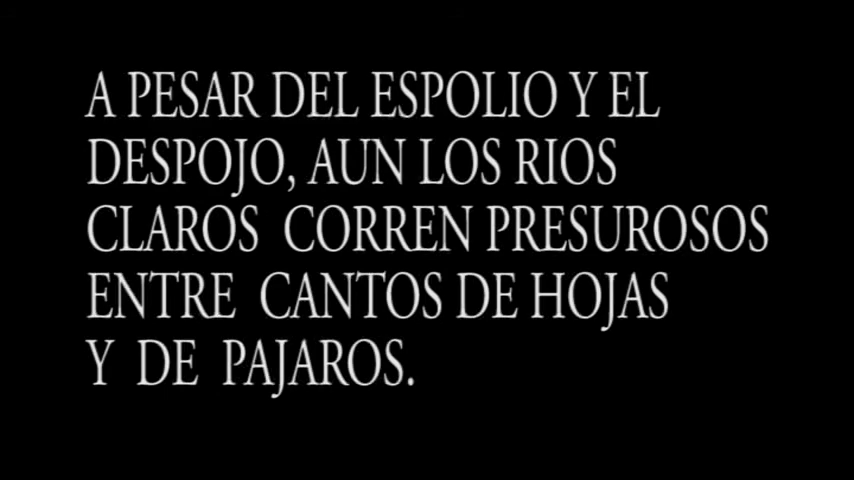 A PESAR DEL ESPOLIO Y EL
DESPOJO, AUN LOS RIOS
CLAROS CORREN PRESUROSOS
ENTRE CANTOS DE HOJAS
Y DE PAJAROS.